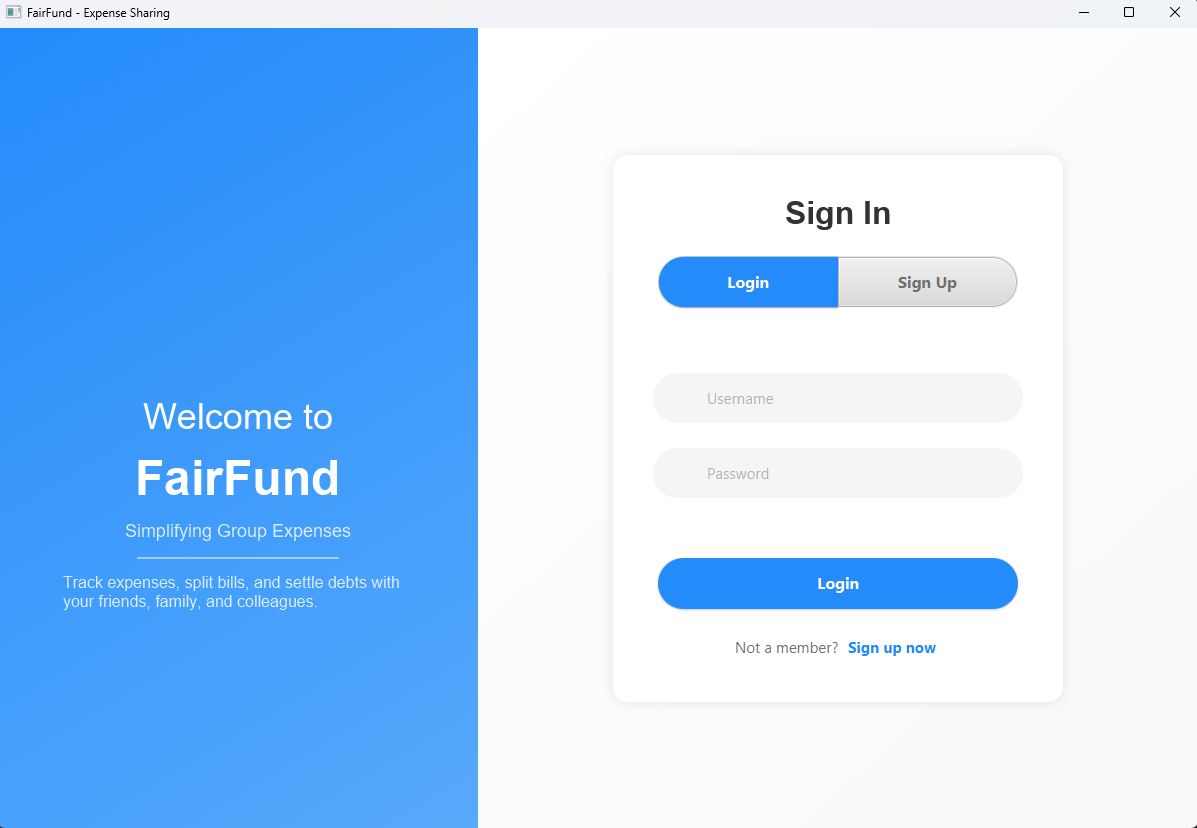 FairFund - Expense Sharing
Welcome to
FairFund
Simplifying Group Expenses
Track expenses, split bills, and settle debts with
your friends, family, and colleagues.
Sign In
Login
Sign Up
Username
Password
Login
Not a member? Sign up now